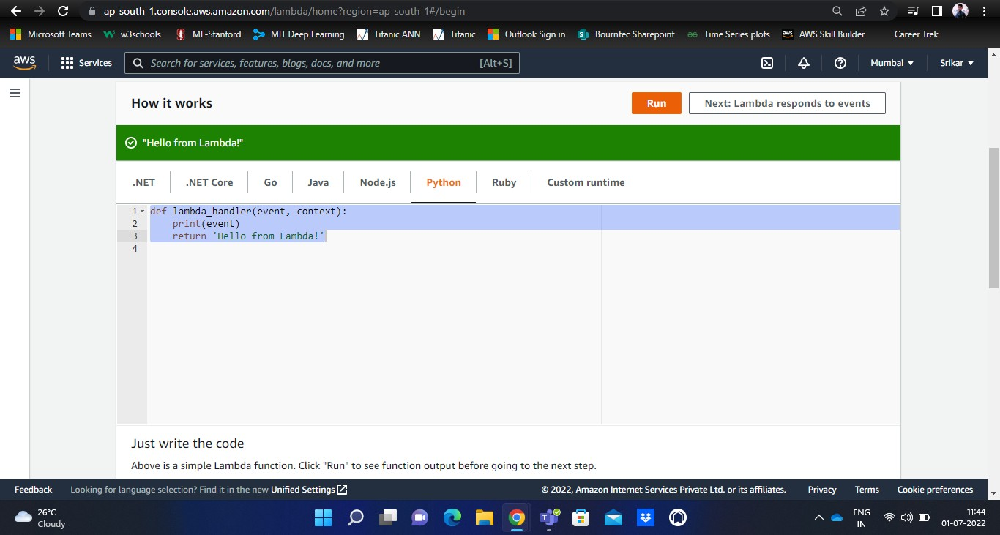 ap-south-1.console.aws.amazon.com/lambda/home?region=ap-south-1#/begin
Microsoft Teams w3schools ML-Stanford MIT Deep Learning Titanic ANN Titanic Outlook Sign in Bourntec Sharepoint Time Series plots aws AWS Skill Builder Career Trek
aws Services Search for services, features, blogs, docs, and more [Alt+S] Mumbai ▼ Srikar ▼
How it works Run Next: Lambda responds to events
"Hello from Lambda!"
.NET .NET Core Go Java Node.js Python Ruby Custom runtime
1 def lambda_handler(event, context):
2     print(event)
3     return 'Hello from Lambda!'
4
Just write the code
Above is a simple Lambda function. Click "Run" to see function output before going to the next step.
Feedback Looking for language selection? Find it in the new Unified Settings © 2022, Amazon Internet Services Private Ltd. or its affiliates. Privacy Terms Cookie preferences
26°C ENG 11:44
Cloudy IN 01-07-2022